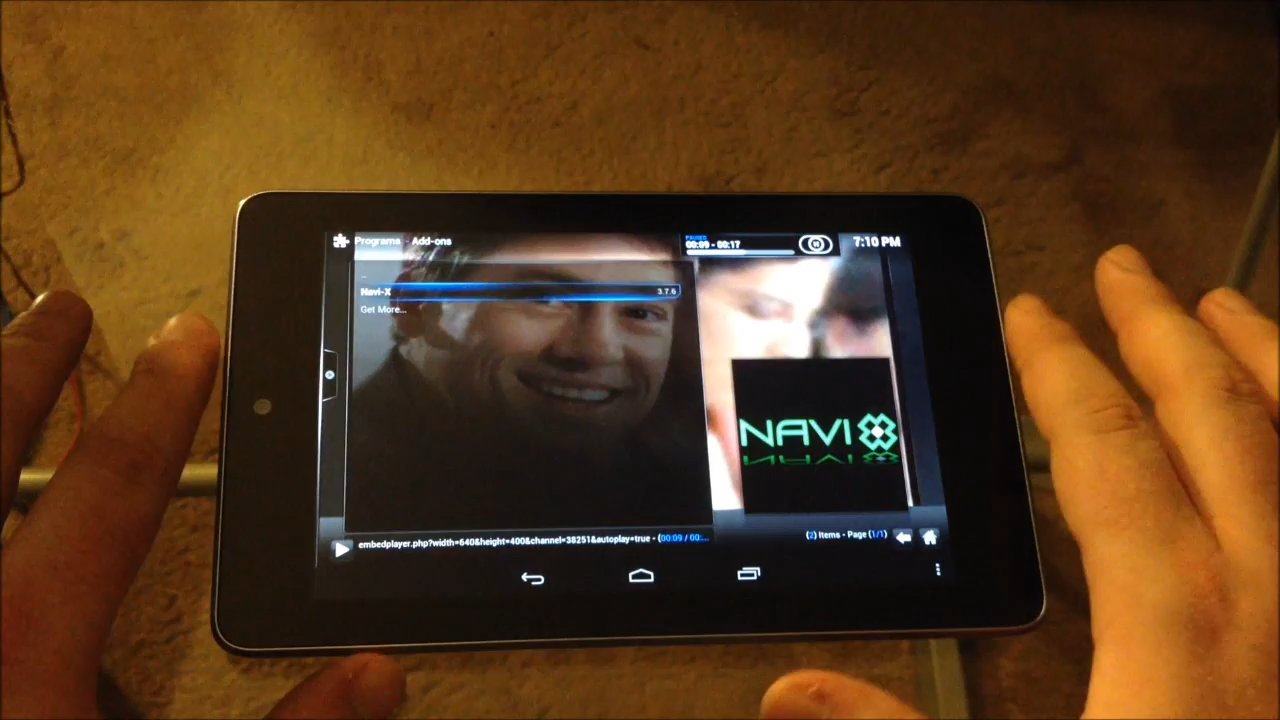 Programs - Add-ons
PAUSED
00:09 - 00:17
7:10 PM
..
Navi-X 3.7.6
Get More...
NAVI
embedplayer.php?width=640&height=400&channel=38251&autoplay=true - (00:09 / 00:...
(2) Items - Page (1/1)